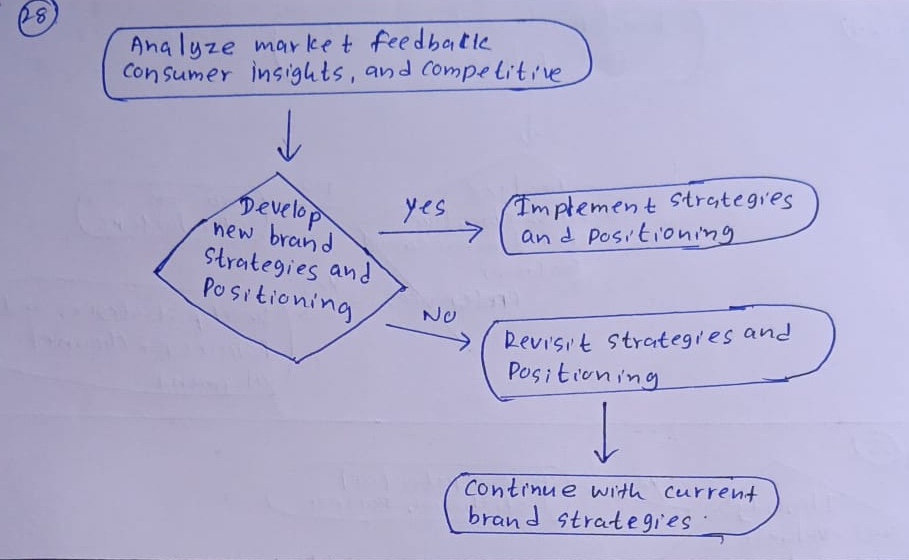 28
Analyze market feedback
Consumer insights, and Competitive
Develop
new brand
Strategies and
Positioning
yes
Implement strategies
and Positioning
No
Revisit strategies and
Positioning
Continue with current
brand strategies.